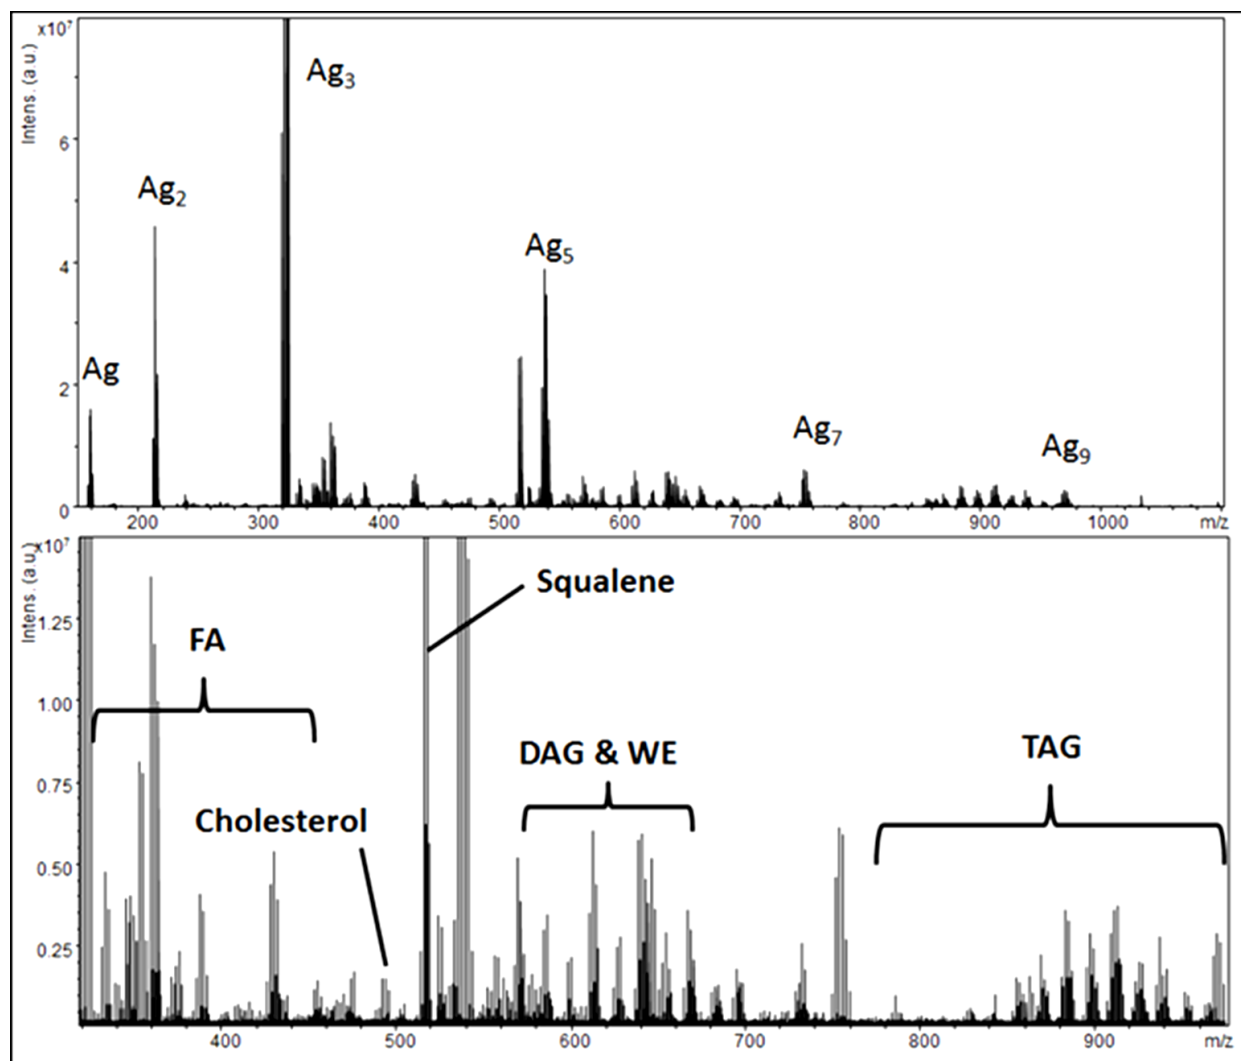 x10⁷
Intens. (a.u.)
Ag₃
6
Ag₂
4
Ag₅
Ag
2
Ag₇
Ag₉
0
200 300 400 500 600 700 800 900 1000 m/z
x10⁷
Intens. (a.u.)
Squalene
1.25
FA
1.00
DAG & WE
TAG
0.75
Cholesterol
0.50
0.25
400 500 600 700 800 900 m/z